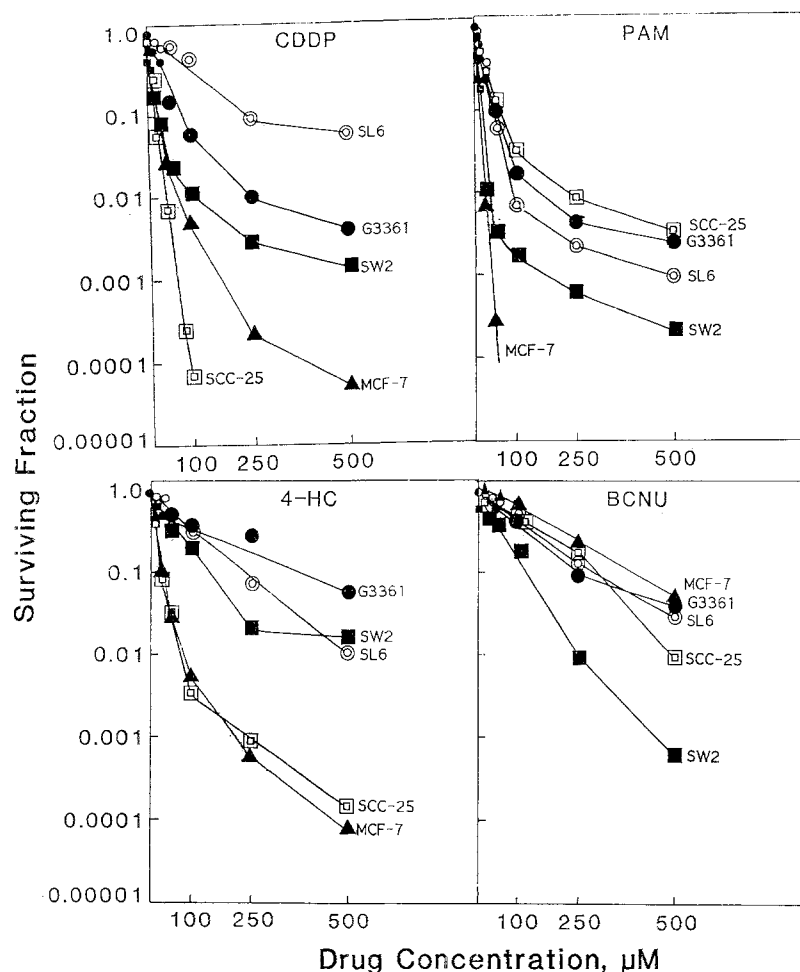 CDDP
PAM
1.0
0.1
0.01
0.001
0.0001
0.00001
SL6
G3361
SW2
MCF-7
SCC-25
SCC-25
G3361
SL6
SW2
MCF-7
100
250
500
100
250
500
4-HC
BCNU
1.0
0.1
0.01
0.001
0.0001
0.00001
G3361
SW2
SL6
SCC-25
MCF-7
MCF-7
G3361
SL6
SCC-25
SW2
100
250
500
100
250
500
Surviving Fraction
Drug Concentration, µM